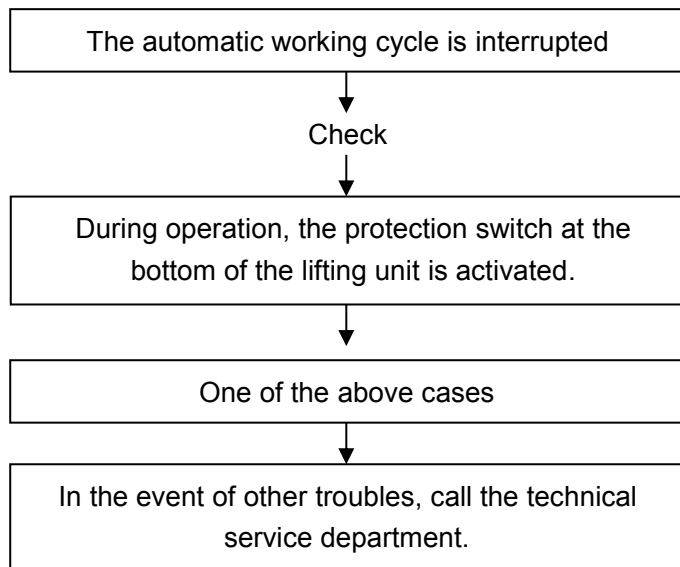 The automatic working cycle is interrupted
Check
During operation, the protection switch at the
bottom of the lifting unit is activated.
One of the above cases
In the event of other troubles, call the technical
service department.